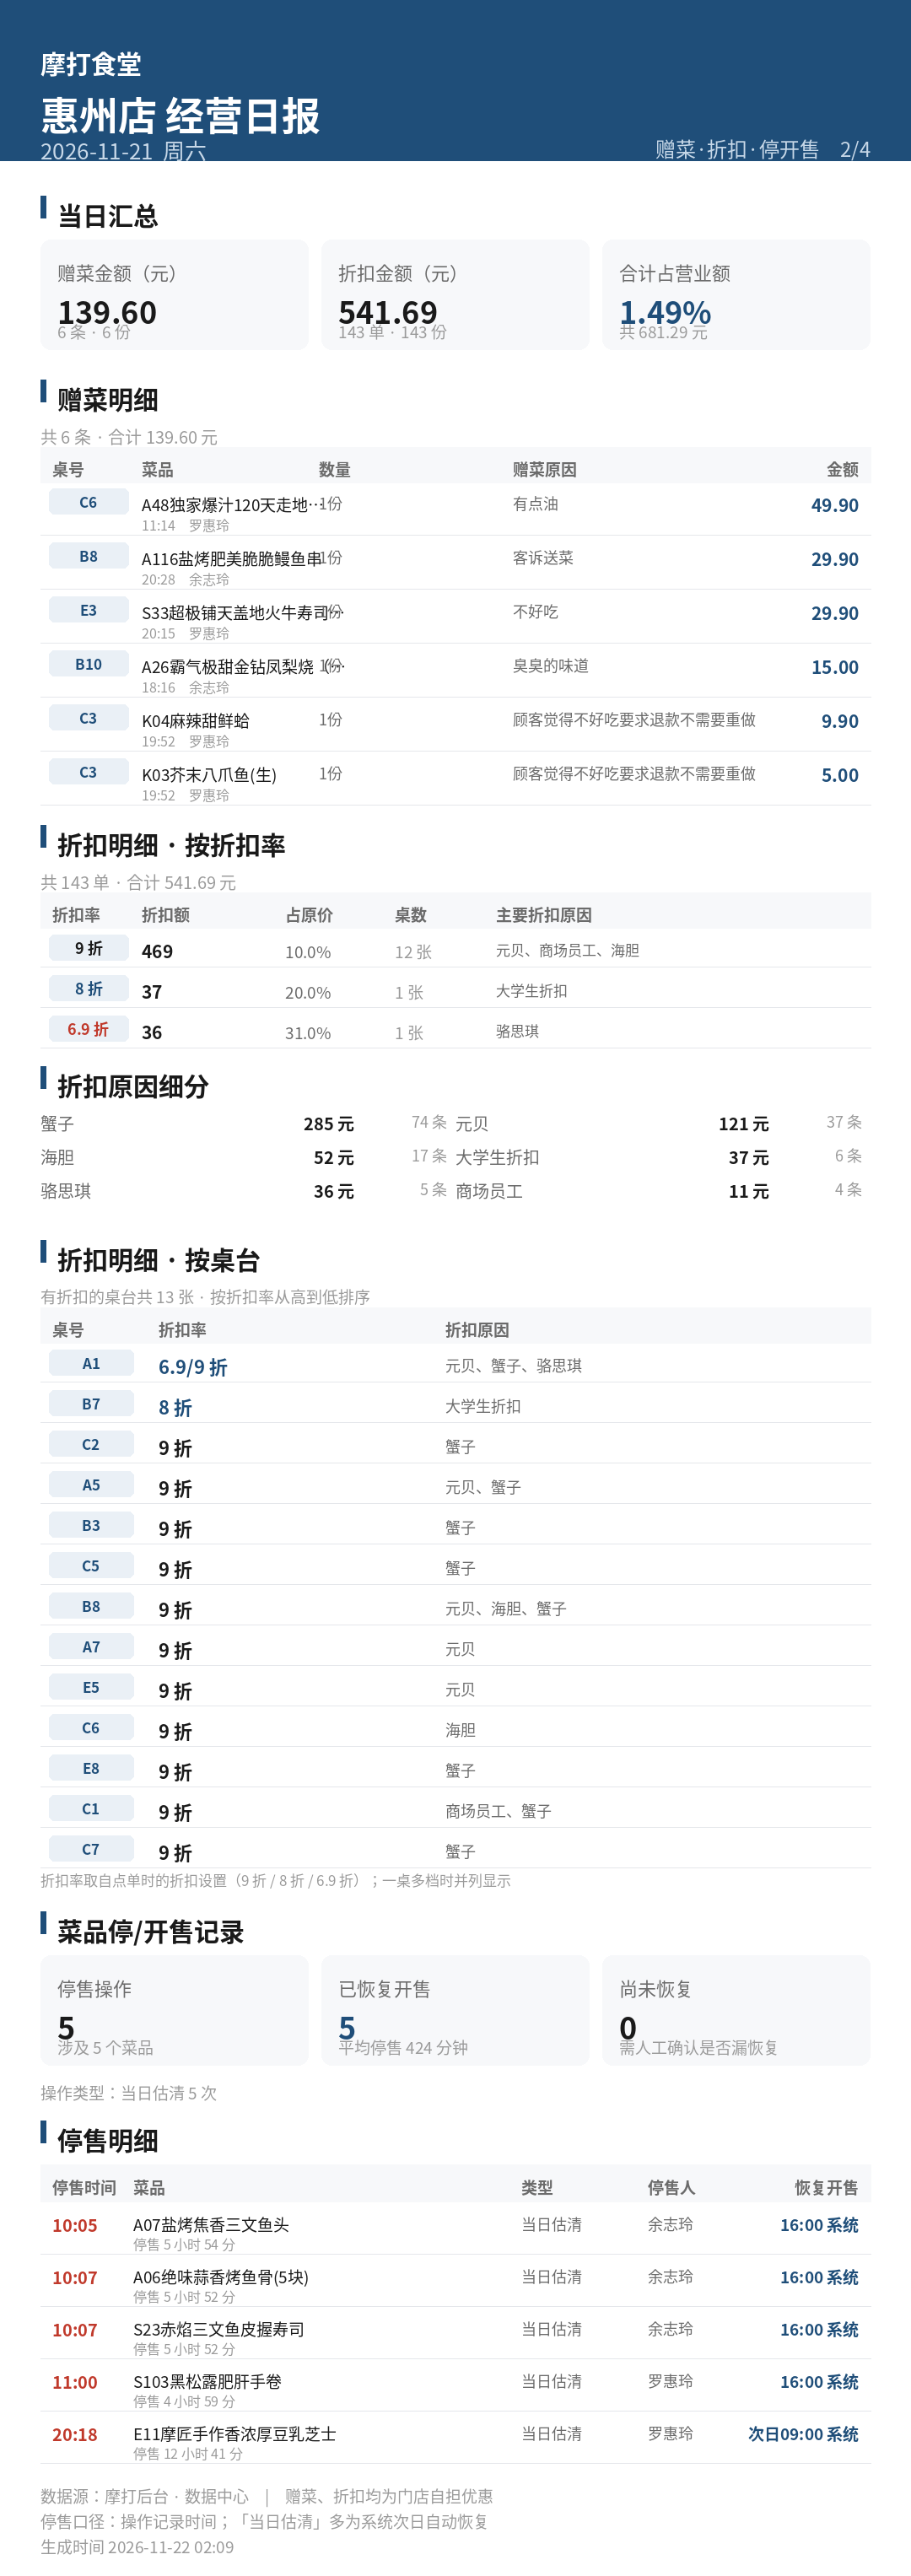 摩打食堂
惠州店 经营日报
2026-11-21 周六
赠菜·折扣·停开售 2/4
当日汇总
赠菜金额（元） 折扣金额（元） 合计占营业额
139.60 541.69 1.49%
6 条 · 6 份 143 单 · 143 份 共 681.29 元
赠菜明细
共 6 条 · 合计 139.60 元
桌号 菜品 数量 赠菜原因 金额
C6 A48独家爆汁120天走地… 1份 有点油 49.90
11:14 罗惠玲
B8 A116盐烤肥美脆脆鳗鱼串 1份 客诉送菜 29.90
20:28 余志玲
E3 S33超极铺天盖地火牛寿司… 份 不好吃 29.90
20:15 罗惠玲
B10 A26霸气极甜金钻凤梨烧（… 1份 臭臭的味道 15.00
18:16 余志玲
C3 K04麻辣甜鲜蛤 1份 顾客觉得不好吃要求退款不需要重做 9.90
19:52 罗惠玲
C3 K03芥末八爪鱼(生) 1份 顾客觉得不好吃要求退款不需要重做 5.00
19:52 罗惠玲
折扣明细 · 按折扣率
共 143 单 · 合计 541.69 元
折扣率 折扣额 占原价 桌数 主要折扣原因
9 折 469 10.0% 12 张 元贝、商场员工、海胆
8 折 37 20.0% 1 张 大学生折扣
6.9 折 36 31.0% 1 张 骆思琪
折扣原因细分
蟹子 285 元 74 条 元贝 121 元 37 条
海胆 52 元 17 条 大学生折扣 37 元 6 条
骆思琪 36 元 5 条 商场员工 11 元 4 条
折扣明细 · 按桌台
有折扣的桌台共 13 张 · 按折扣率从高到低排序
桌号 折扣率 折扣原因
A1 6.9/9 折 元贝、蟹子、骆思琪
B7 8 折 大学生折扣
C2 9 折 蟹子
A5 9 折 元贝、蟹子
B3 9 折 蟹子
C5 9 折 蟹子
B8 9 折 元贝、海胆、蟹子
A7 9 折 元贝
E5 9 折 元贝
C6 9 折 海胆
E8 9 折 蟹子
C1 9 折 商场员工、蟹子
C7 9 折 蟹子
折扣率取自点单时的折扣设置（9 折 / 8 折 / 6.9 折）；一桌多档时并列显示
菜品停/开售记录
停售操作 已恢复开售 尚未恢复
5 5 0
涉及 5 个菜品 平均停售 424 分钟 需人工确认是否漏恢复
操作类型：当日估清 5 次
停售明细
停售时间 菜品 类型 停售人 恢复开售
10:05 A07盐烤焦香三文鱼头 当日估清 余志玲 16:00 系统
停售 5 小时 54 分
10:07 A06绝味蒜香烤鱼骨(5块) 当日估清 余志玲 16:00 系统
停售 5 小时 52 分
10:07 S23赤焰三文鱼皮握寿司 当日估清 余志玲 16:00 系统
停售 5 小时 52 分
11:00 S103黑松露肥肝手卷 当日估清 罗惠玲 16:00 系统
停售 4 小时 59 分
20:18 E11摩匠手作香浓厚豆乳芝士 当日估清 罗惠玲 次日09:00 系统
停售 12 小时 41 分
数据源：摩打后台 · 数据中心 | 赠菜、折扣均为门店自担优惠
停售口径：操作记录时间；「当日估清」多为系统次日自动恢复
生成时间 2026-11-22 02:09